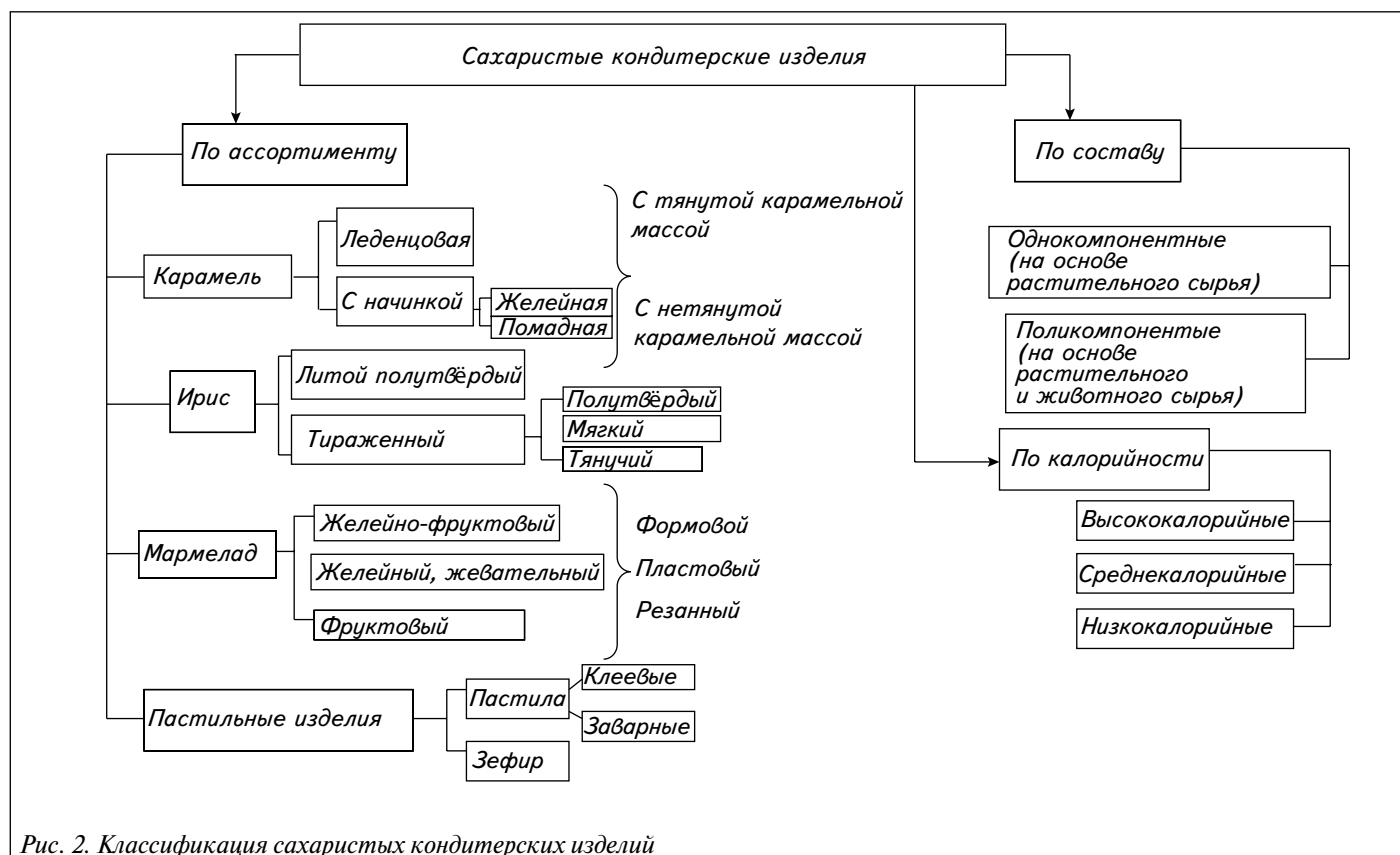 Сахаристые кондитерские изделия
По ассортименту
Карамель
Леденцовая
С начинкой
Желейная
Помадная
С тянутой карамельной
массой
С нетянутой
карамельной массой
Ирис
Литой полутвёрдый
Тираженный
Полутвёрдый
Мягкий
Тянучий
Мармелад
Желейно-фруктовый
Желейный, жевательный
Фруктовый
Формовой
Пластовый
Резанный
Пастильные изделия
Пастила
Клеевые
Заварные
Зефир
По составу
Однокомпонентные
(на основе
растительного сырья)
Поликомпоненты
(на основе
растительного
и животного сырья)
По калорийности
Высококалорийные
Среднекалорийные
Низкокалорийные
Рис. 2. Классификация сахаристых кондитерских изделий